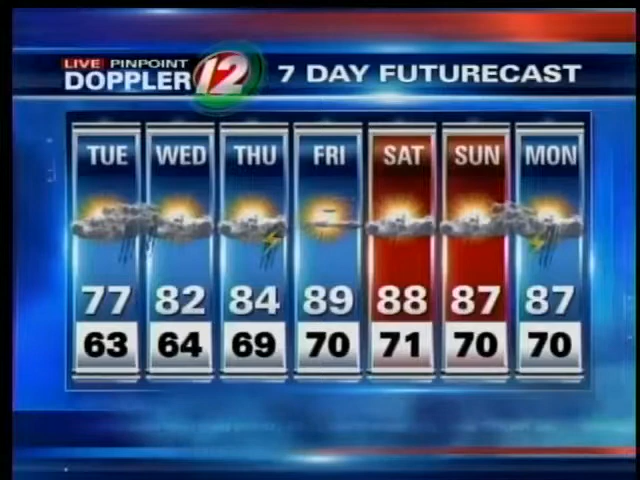 LIVE PINPOINT
DOPPLER 12
7 DAY FUTURECAST
TUE WED THU FRI SAT SUN MON
77 82 84 89 88 87 87
63 64 69 70 71 70 70